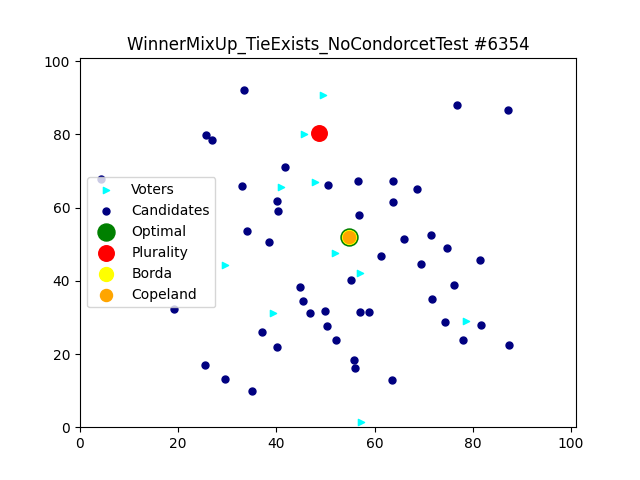 WinnerMixUp_TieExists_NoCondorcetTest #6354
100
80
60
40
20
0
Voters
Candidates
Optimal
Plurality
Borda
Copeland
0 20 40 60 80 100